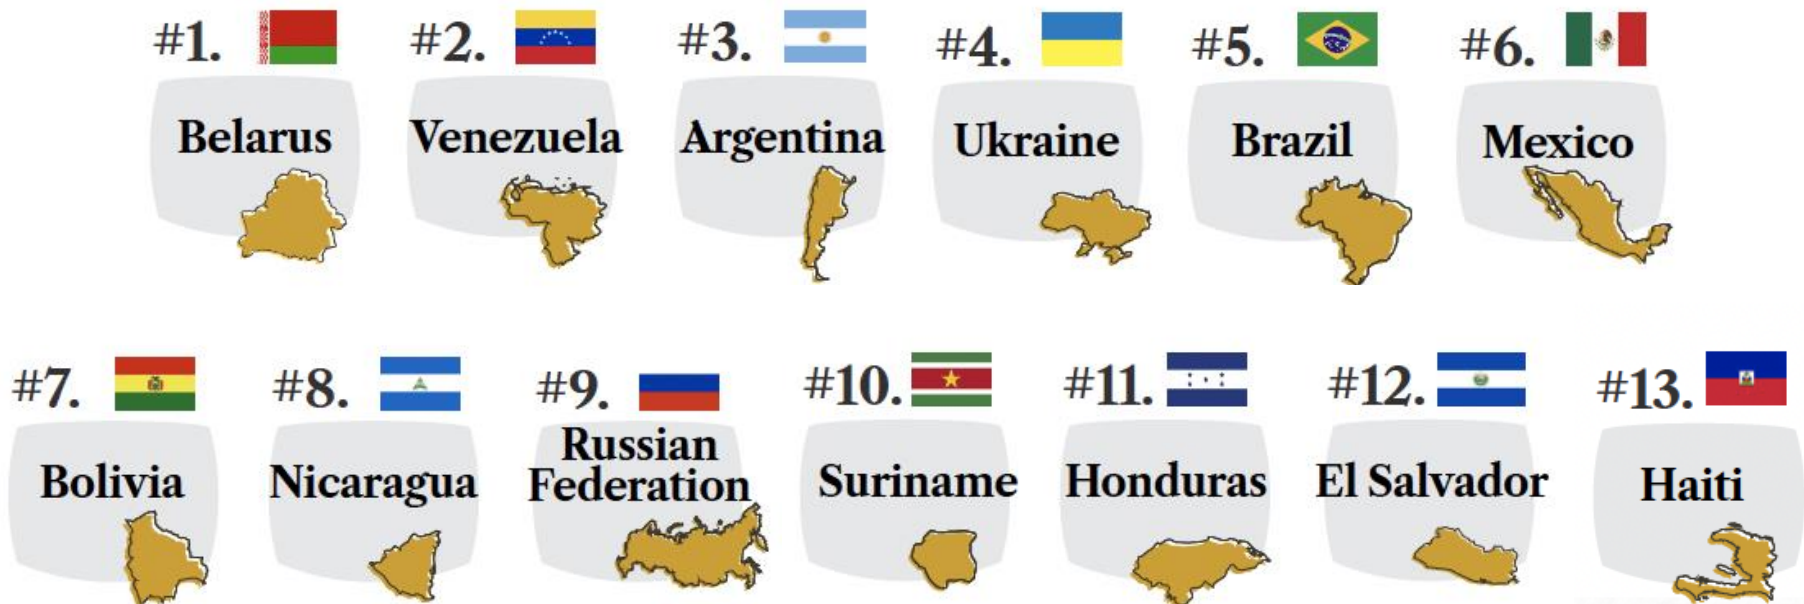 #1. #2. #3. #4. #5. #6.
Belarus Venezuela Argentina Ukraine Brazil Mexico
#7. #8. #9. #10. #11. #12. #13.
Bolivia Nicaragua Russian Federation Suriname Honduras El Salvador Haiti